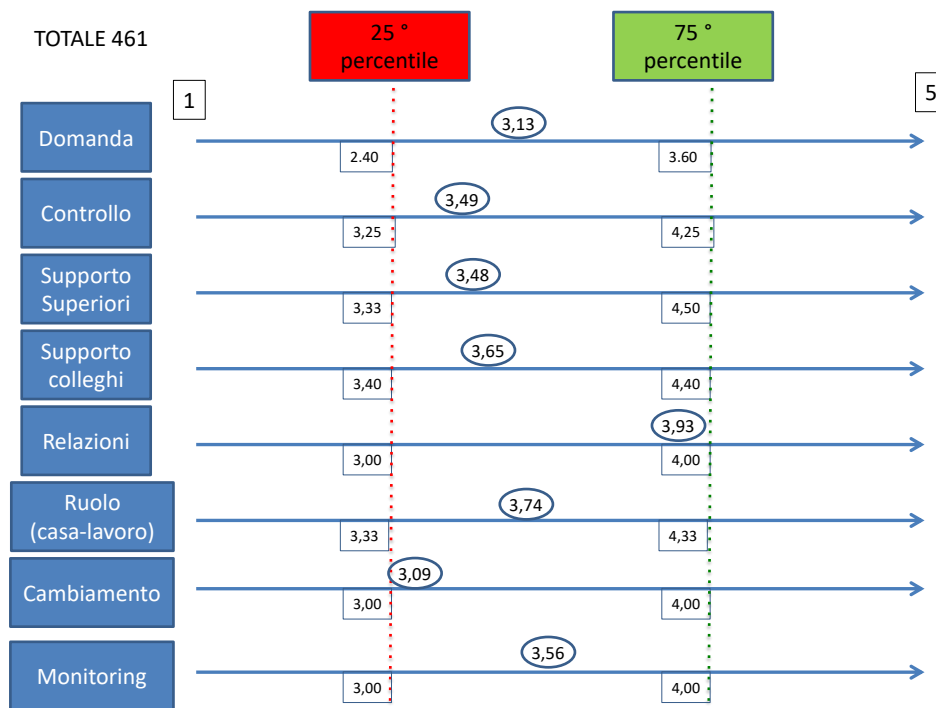 TOTALE 461
25 °
percentile
75 °
percentile
1
5
Domanda
3,13
2.40
3.60
Controllo
3,49
3,25
4,25
Supporto
Superiori
3,48
3,33
4,50
Supporto
colleghi
3,65
3,40
4,40
Relazioni
3,93
3,00
4,00
Ruolo
(casa-lavoro)
3,74
3,33
4,33
Cambiamento
3,09
3,00
4,00
Monitoring
3,56
3,00
4,00